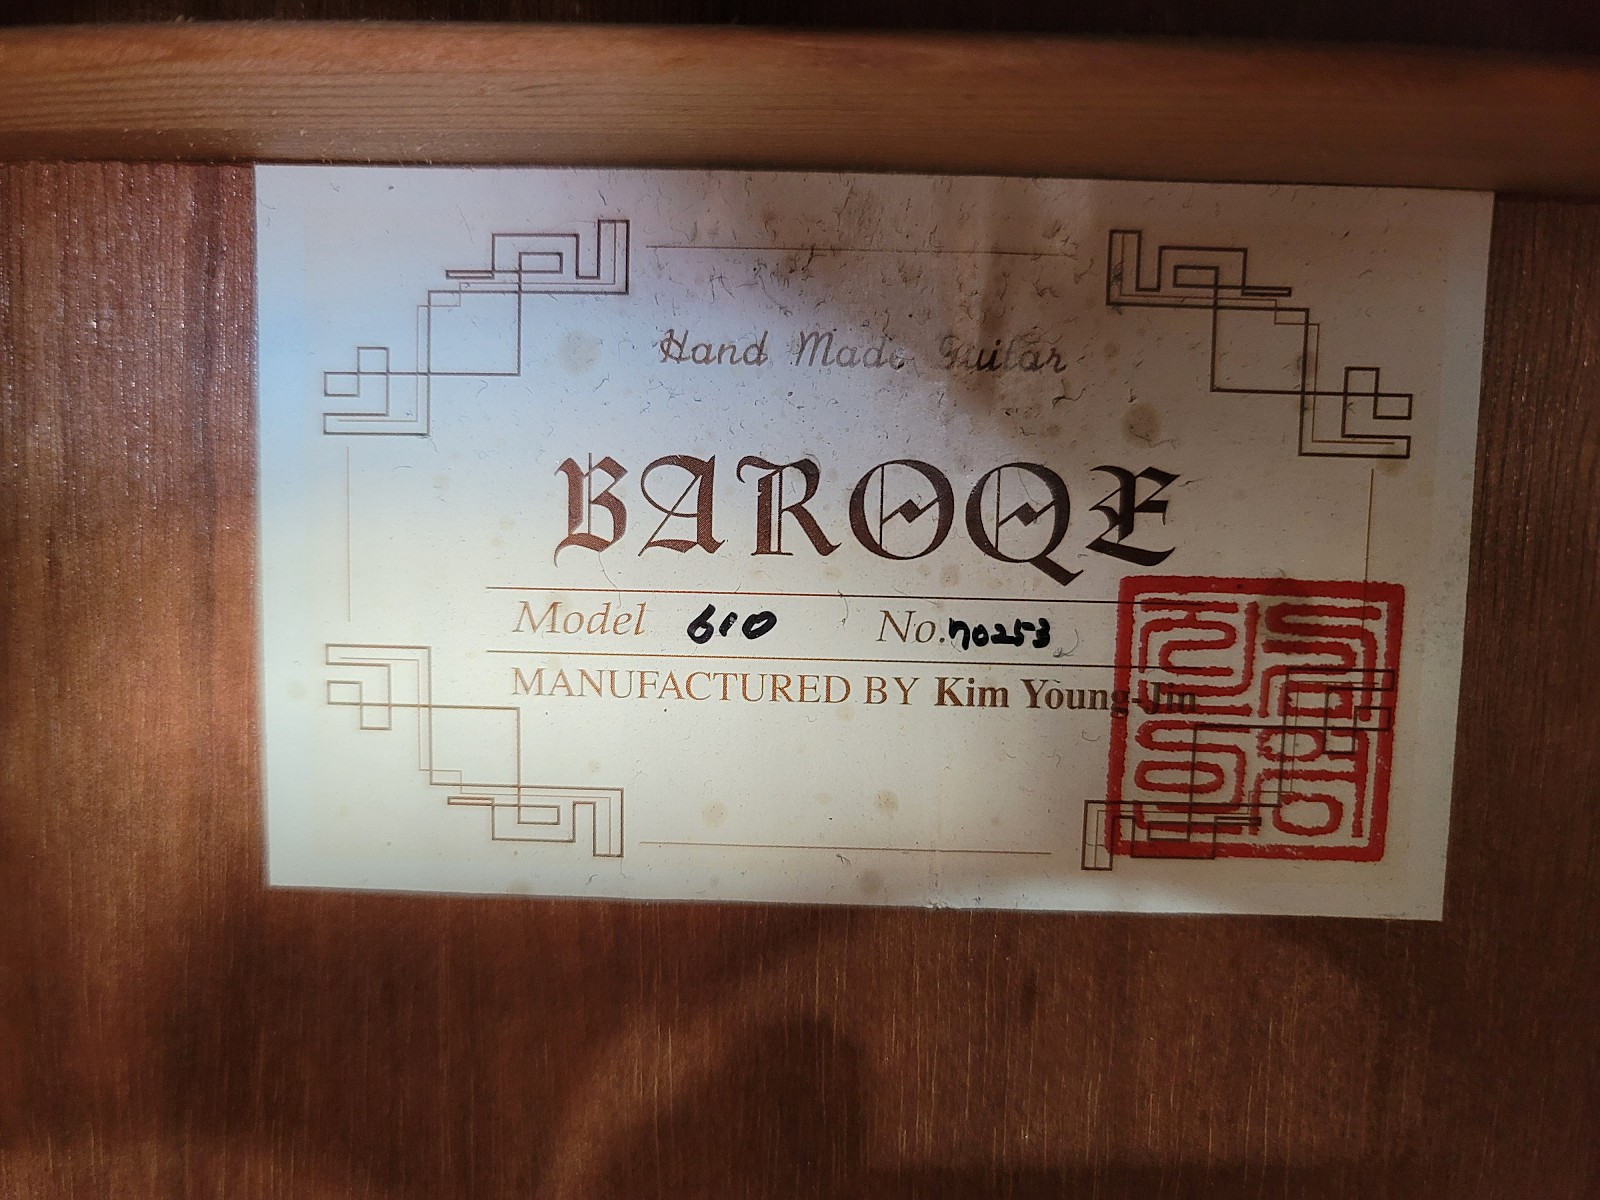 Hand Made Guitar
BAROQE
Model 610 No. 70253
MANUFACTURED BY Kim Young-Jin